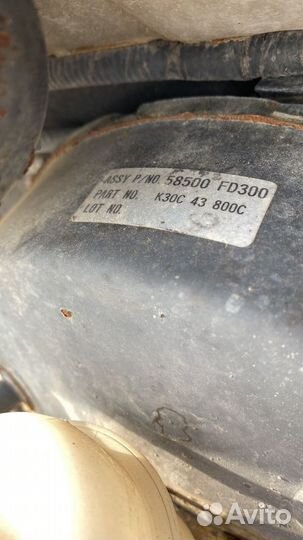 ASSY P/NO. 58500 FD300
PART NO. K30C 43 800C
LOT NO.
Avito